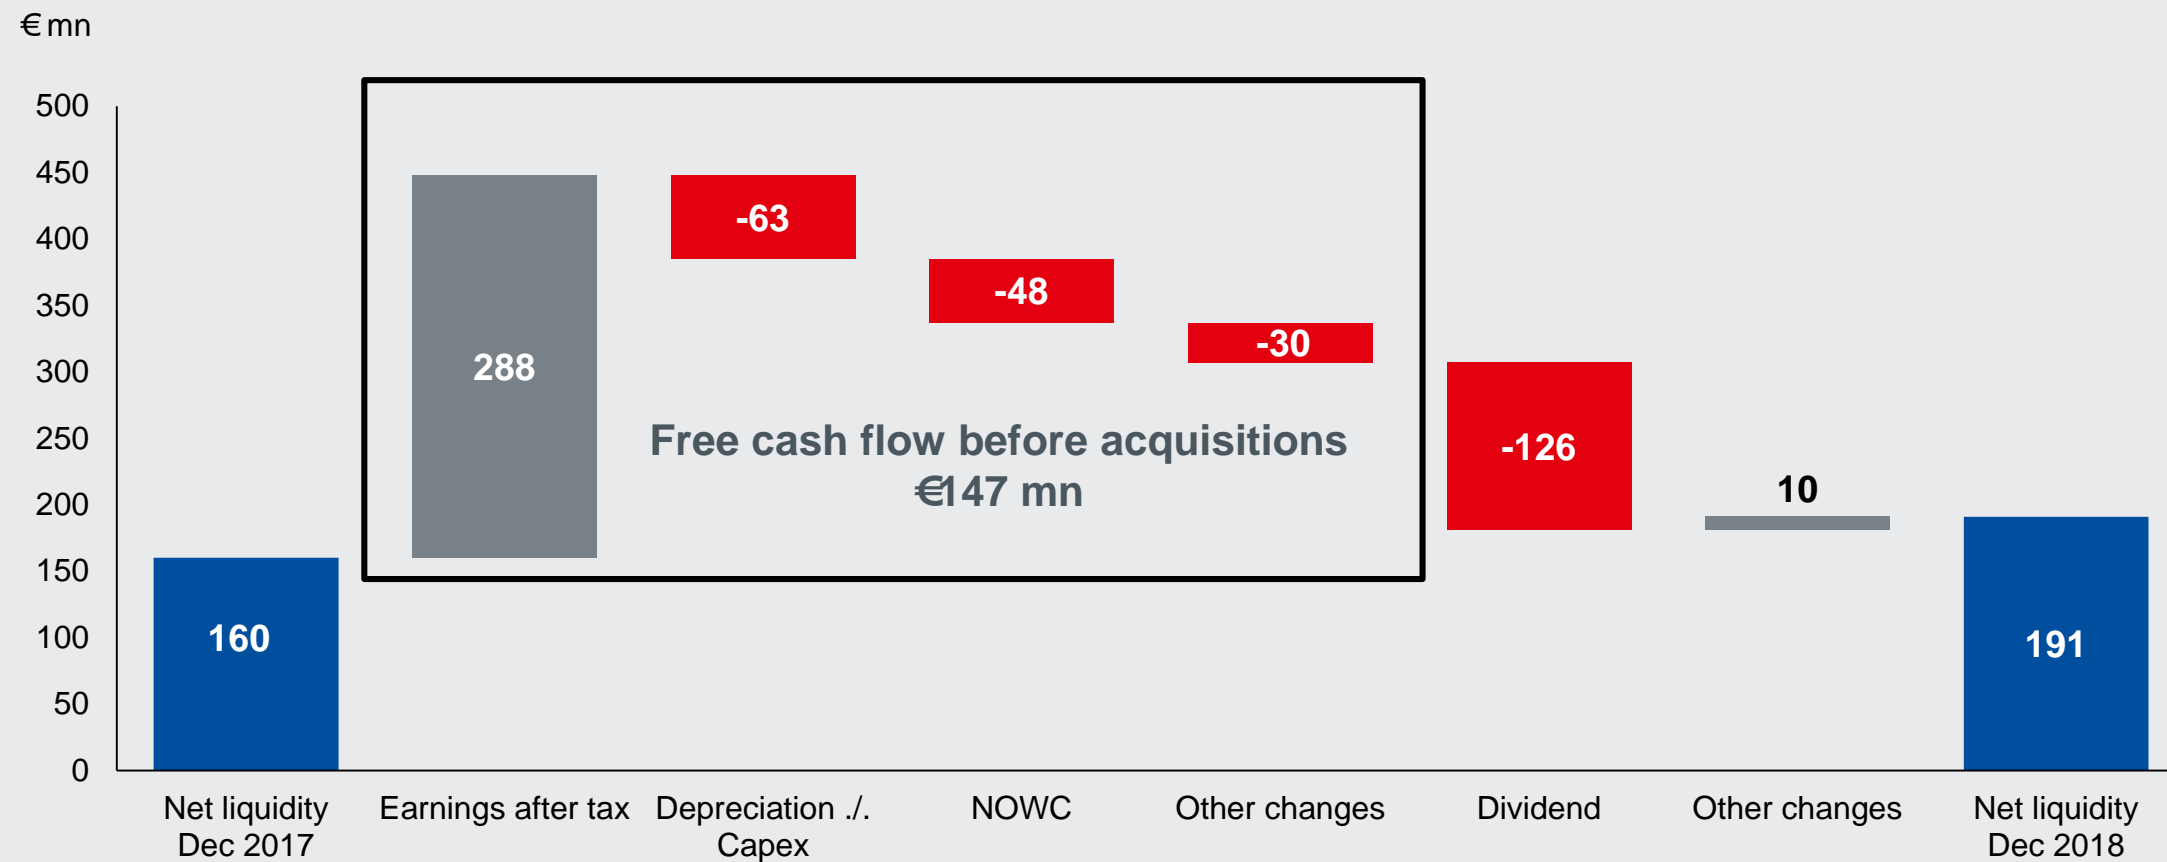 € mn
500
450
400
350
300
250
200
150
100
50
0
160
288
-63
-48
-30
Free cash flow before acquisitions
€147 mn
-126
10
191
Net liquidity
Dec 2017
Earnings after tax
Depreciation ./.
Capex
NOWC
Other changes
Dividend
Other changes
Net liquidity
Dec 2018